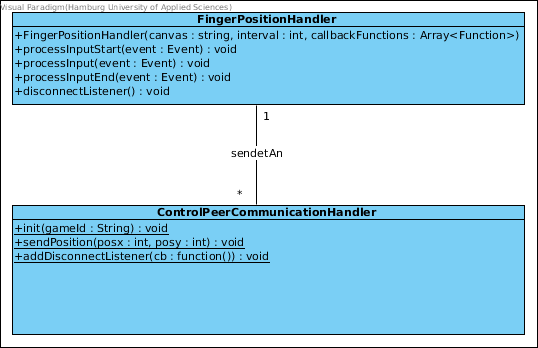 Visual Paradigm(Hamburg University of Applied Sciences)
FingerPositionHandler
+FingerPositionHandler(canvas : string, interval : int, callbackFunctions : Array<Function>)
+processInputStart(event : Event) : void
+processInput(event : Event) : void
+processInputEnd(event : Event) : void
+disconnectListener() : void
1
sendetAn
*
ControlPeerCommunicationHandler
+init(gameId : String) : void
+sendPosition(posx : int, posy : int) : void
+addDisconnectListener(cb : function()) : void